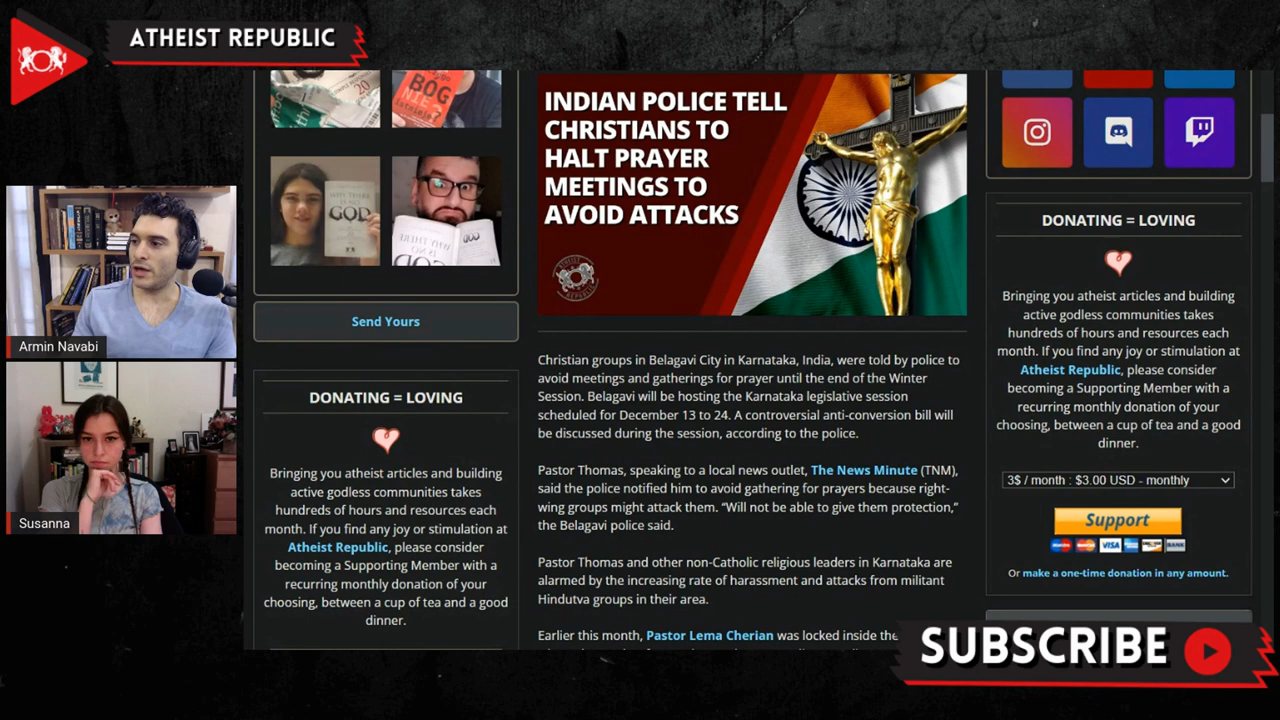 ATHEIST REPUBLIC
BOG
NIE
istnieje?
GOD
Send Yours
DONATING = LOVING
Bringing you atheist articles and building
active godless communities takes
hundreds of hours and resources each
month. If you find any joy or stimulation at
Atheist Republic, please consider
becoming a Supporting Member with a
recurring monthly donation of your
choosing, between a cup of tea and a good
dinner.
Armin Navabi
Susanna
INDIAN POLICE TELL
CHRISTIANS TO
HALT PRAYER
MEETINGS TO
AVOID ATTACKS
Christian groups in Belagavi City in Karnataka, India, were told by police to
avoid meetings and gatherings for prayer until the end of the Winter
Session. Belagavi will be hosting the Karnataka legislative session
scheduled for December 13 to 24. A controversial anti-conversion bill will
be discussed during the session, according to the police.
Pastor Thomas, speaking to a local news outlet, The News Minute (TNM),
said the police notified him to avoid gathering for prayers because right-
wing groups might attack them. “Will not be able to give them protection,”
the Belagavi police said.
Pastor Thomas and other non-Catholic religious leaders in Karnataka are
alarmed by the increasing rate of harassment and attacks from militant
Hindutva groups in their area.
Earlier this month, Pastor Lema Cherian was locked inside the
DONATING = LOVING
Bringing you atheist articles and building
active godless communities takes
hundreds of hours and resources each
month. If you find any joy or stimulation at
Atheist Republic, please consider
becoming a Supporting Member with a
recurring monthly donation of your
choosing, between a cup of tea and a good
dinner.
3$ / month : $3.00 USD - monthly
Support
VISA
BANK
Or make a one-time donation in any amount.
SUBSCRIBE